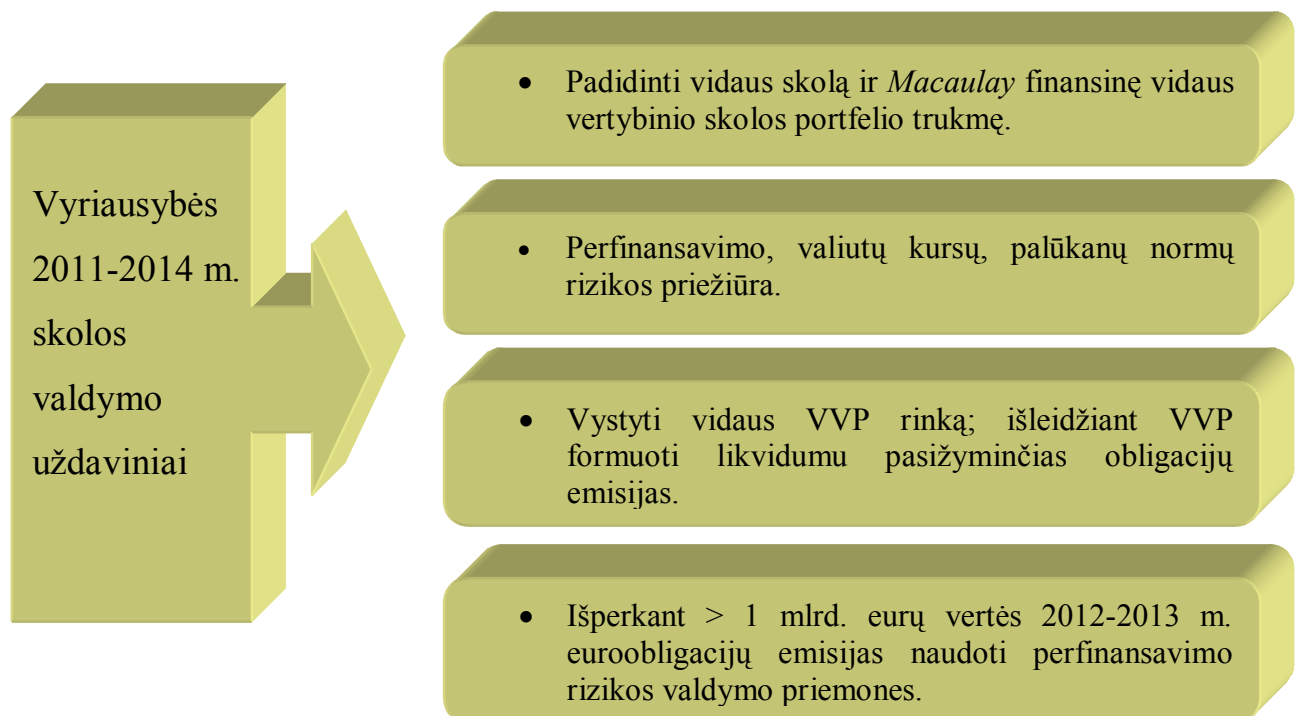 Vyriausybės
2011-2014 m.
skolos
valdymo
uždaviniai
• Padidinti vidaus skolą ir Macaulay finansinę vidaus
vertybinio skolos portfelio trukmę.
• Perfinansavimo, valiutų kursų, palūkanų normų
rizikos priežiūra.
• Vystyti vidaus VVP rinką; išleidžiant VVP
formuoti likvidumu pasižyminčias obligacijų
emisijas.
• Išperkant > 1 mlrd. eurų vertės 2012-2013 m.
euroobligacijų emisijas naudoti perfinansavimo
rizikos valdymo priemones.